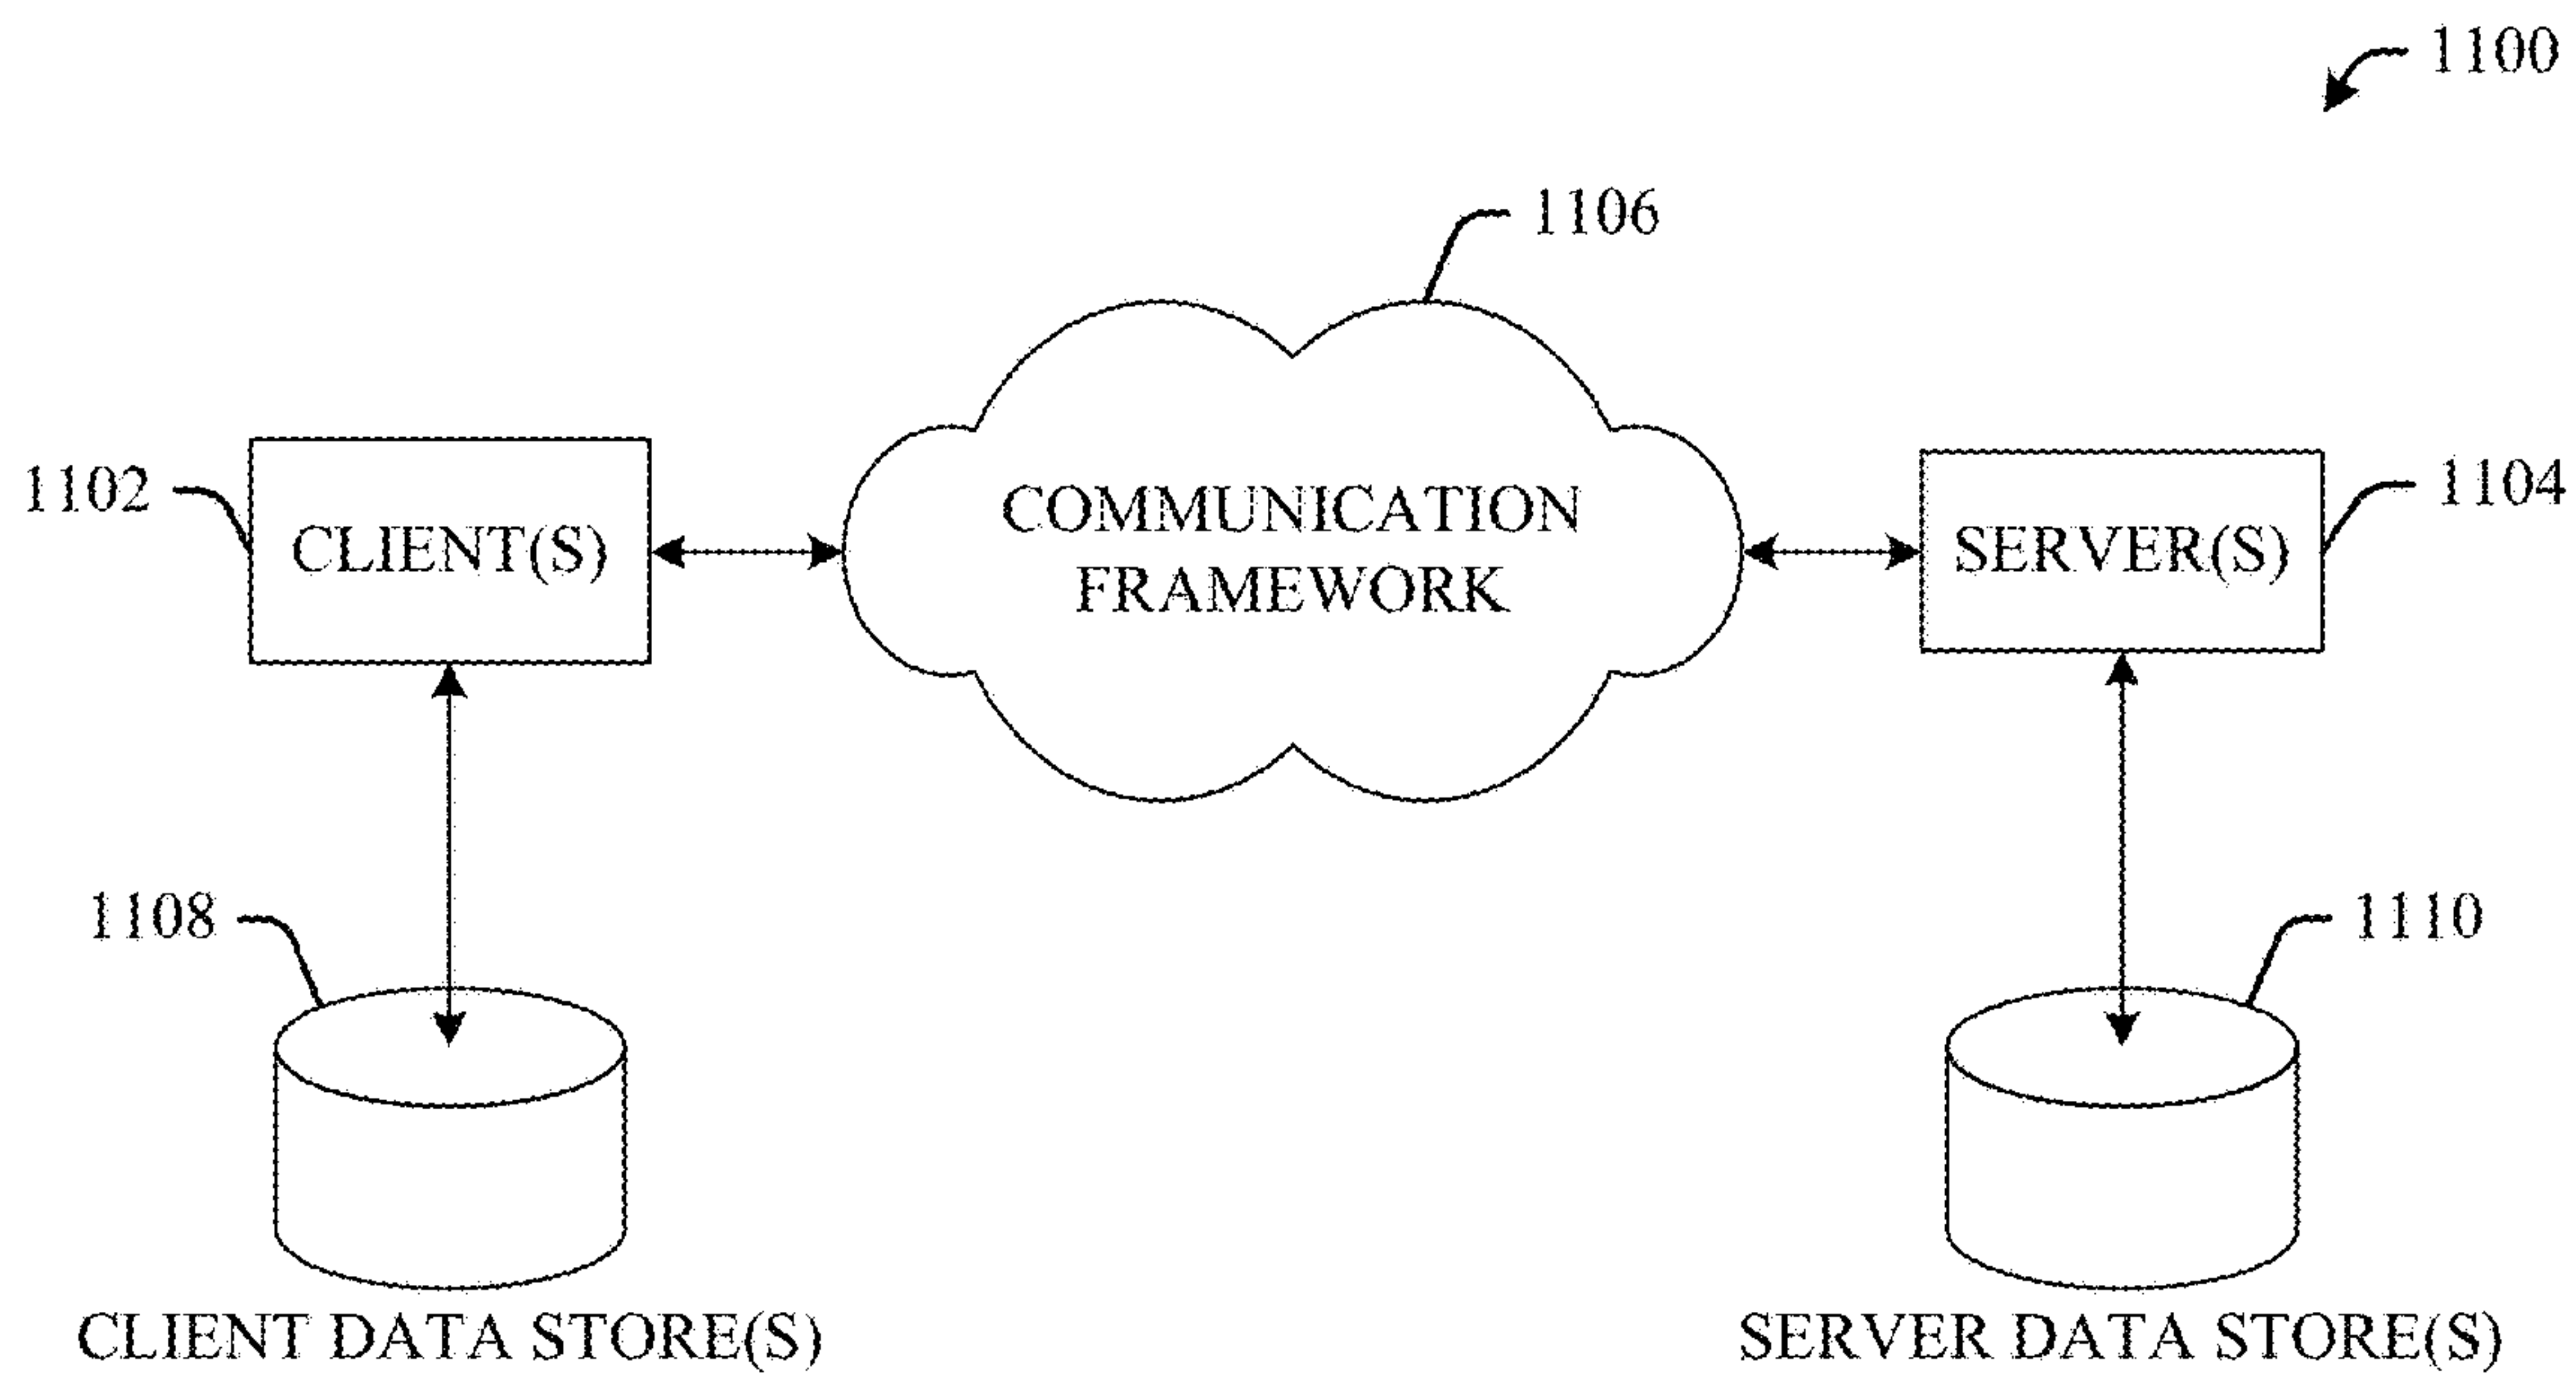 1100
1106
1102
CLIENT(S)
COMMUNICATION
FRAMEWORK
SERVER(S)
1104
1108
1110
CLIENT DATA STORE(S)
SERVER DATA STORE(S)